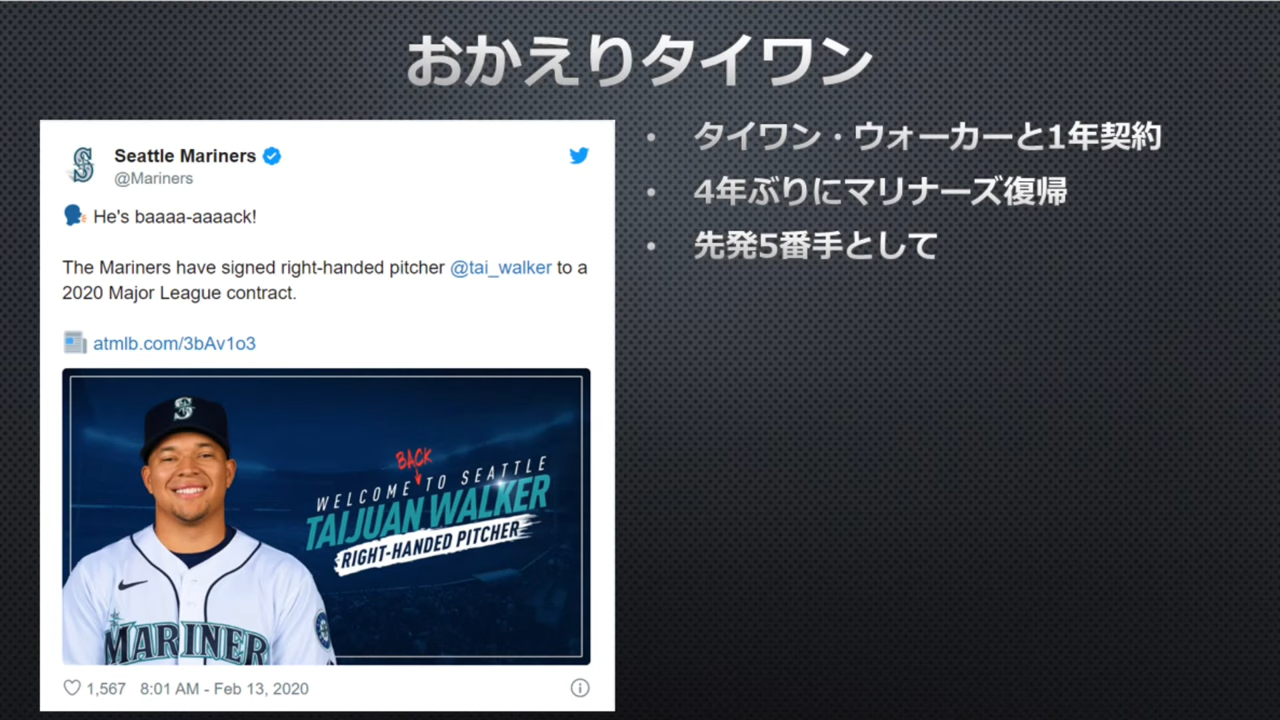 おかえりタイワン
Seattle Mariners
@Mariners
He's baaaa-aaaack!
The Mariners have signed right-handed pitcher @tai_walker to a
2020 Major League contract.
atmlb.com/3bAv1o3
S
BACK
WELCOME TO SEATTLE
TAIJUAN WALKER
RIGHT-HANDED PITCHER
MARINER
1,567 8:01 AM - Feb 13, 2020
• タイワン・ウォーカーと1年契約
• 4年ぶりにマリナーズ復帰
• 先発5番手として